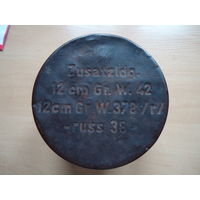 Zusatzldg.
12 cm Gr. W. 42
12cm Gr. W. 378 /r/
-russ 38